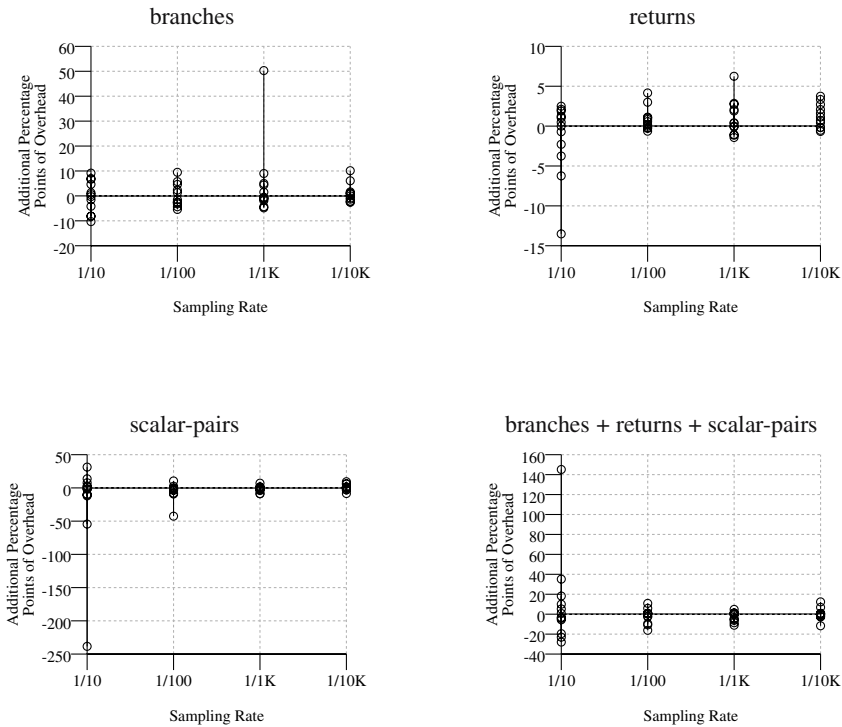 branches
60
50
40
30
20
10
0
-10
-20
Additional Percentage
Points of Overhead
1/10 1/100 1/1K 1/10K
Sampling Rate
returns
10
5
0
-5
-10
-15
Additional Percentage
Points of Overhead
1/10 1/100 1/1K 1/10K
Sampling Rate
scalar-pairs
50
0
-50
-100
-150
-200
-250
Additional Percentage
Points of Overhead
1/10 1/100 1/1K 1/10K
Sampling Rate
branches + returns + scalar-pairs
160
140
120
100
80
60
40
20
0
-20
-40
Additional Percentage
Points of Overhead
1/10 1/100 1/1K 1/10K
Sampling Rate